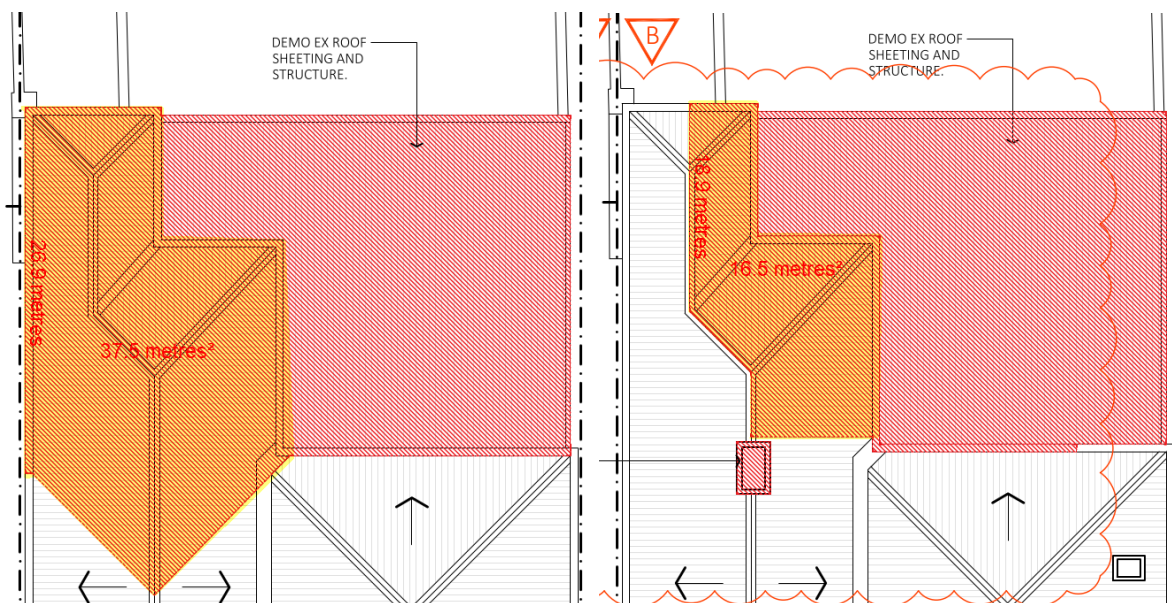 DEMO EX ROOF
SHEETING AND
STRUCTURE.
26.9 metres
37.5 metres²
B
DEMO EX ROOF
SHEETING AND
STRUCTURE.
18.9 metres
16.5 metres²